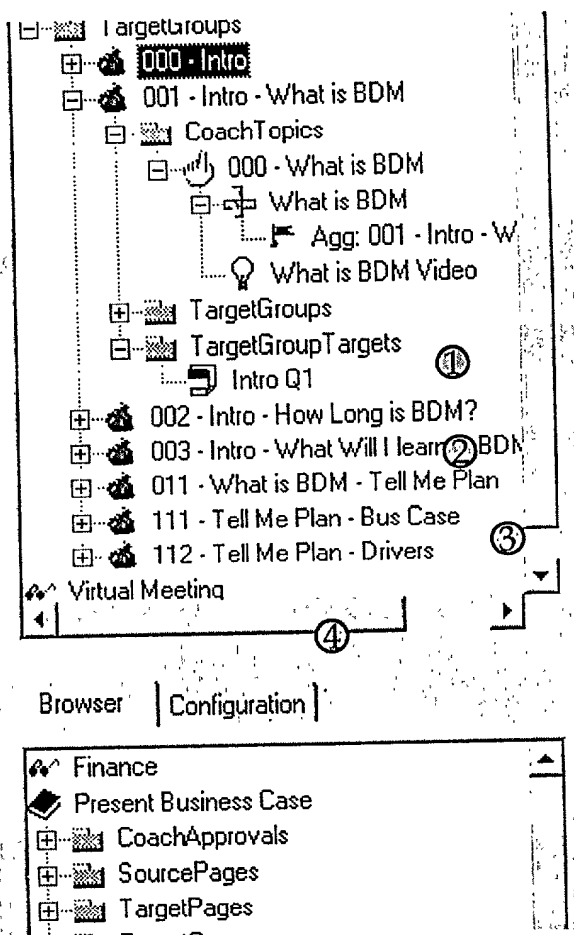 TargetGroups
000 - Intro
001 - Intro - What is BDM
CoachTopics
000 - What is BDM
What is BDM
Agg: 001 - Intro - W
What is BDM Video
TargetGroups
TargetGroupTargets
①
Intro Q1
002 - Intro - How Long is BDM?
003 - Intro - What Will I learn ② BDM
011 - What is BDM - Tell Me Plan
111 - Tell Me Plan - Bus Case
③
112 - Tell Me Plan - Drivers
Virtual Meeting
④
Browser Configuration
Finance
Present Business Case
CoachApprovals
SourcePages
TargetPages